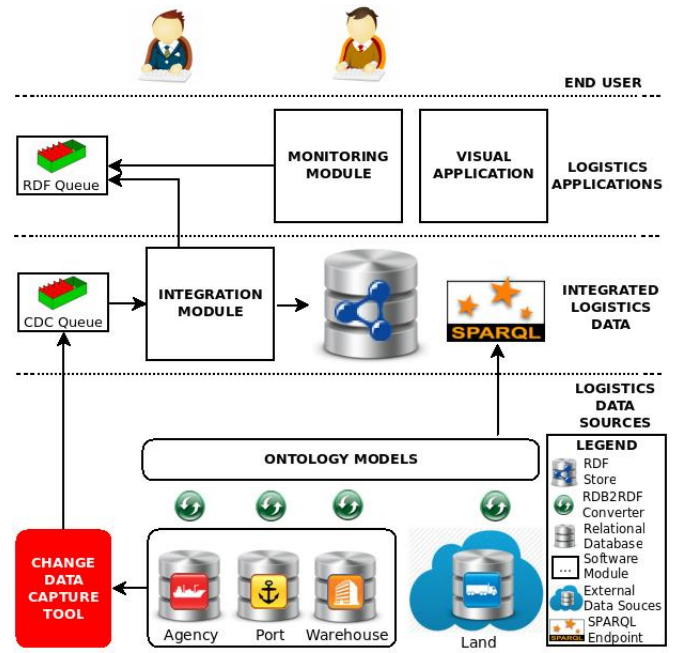 END USER
RDF Queue
MONITORING
MODULE
VISUAL
APPLICATION
LOGISTICS
APPLICATIONS
CDC Queue
INTEGRATION
MODULE
SPARQL
INTEGRATED
LOGISTICS
DATA
LOGISTICS
DATA
SOURCES
ONTOLOGY MODELS
CHANGE
DATA
CAPTURE
TOOL
Agency
Port
Warehouse
Land
LEGEND
RDF
Store
RDB2RDF
Converter
Relational
Database
...
Software
Module
External
Data Souces
SPARQL
SPARQL
Endpoint